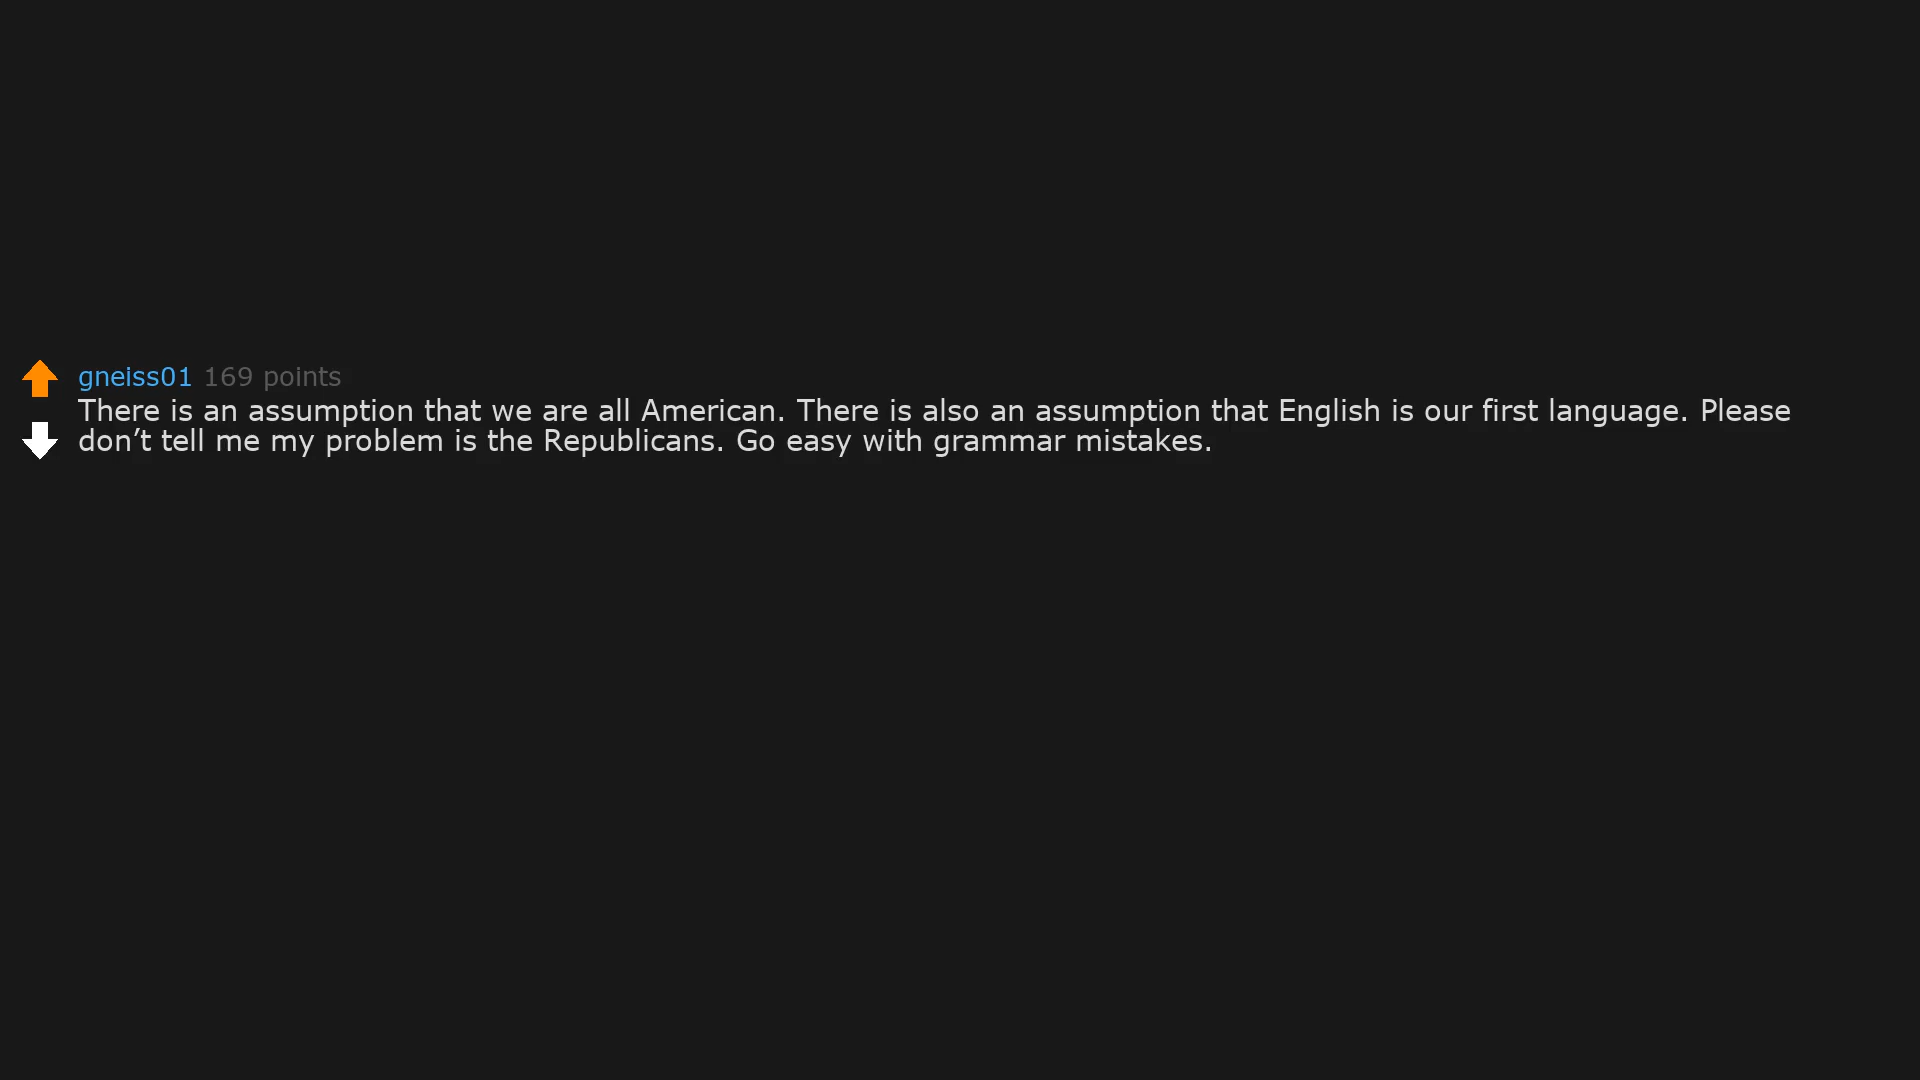 gneiss01 169 points
There is an assumption that we are all American. There is also an assumption that English is our first language. Please
don’t tell me my problem is the Republicans. Go easy with grammar mistakes.